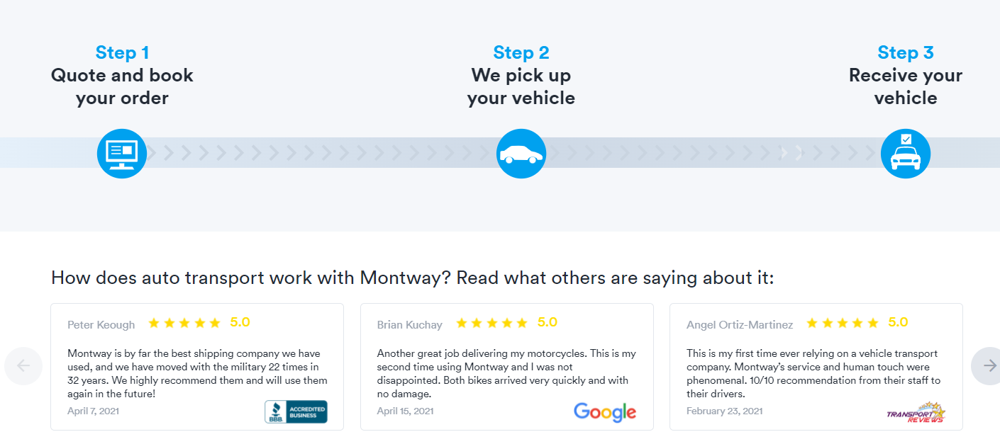 Step 1
Quote and book
your order
Step 2
We pick up
your vehicle
Step 3
Receive your
vehicle
How does auto transport work with Montway? Read what others are saying about it:
Peter Keough 5.0
Montway is by far the best shipping company we have
used, and we have moved with the military 22 times in
32 years. We highly recommend them and will use them
again in the future!
April 7, 2021
BBB
ACCREDITED
BUSINESS
Brian Kuchay 5.0
Another great job delivering my motorcycles. This is my
second time using Montway and I was not
disappointed. Both bikes arrived very quickly and with
no damage.
April 15, 2021
Google
Angel Ortiz-Martinez 5.0
This is my first time ever relying on a vehicle transport
company. Montway’s service and human touch were
phenomenal. 10/10 recommendation from their staff to
their drivers.
February 23, 2021
TRANSPORT
REVIEWS